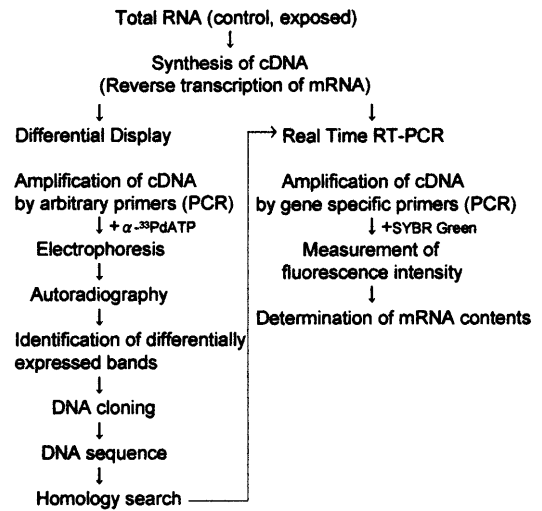 Total RNA (control, exposed)
↓
Synthesis of cDNA
(Reverse transcription of mRNA)
↓ ↓
Differential Display
Real Time RT-PCR
Amplification of cDNA
by arbitrary primers (PCR)
↓ + α-³³PdATP
Electrophoresis
↓
Autoradiography
↓
Identification of differentially
expressed bands
↓
DNA cloning
↓
DNA sequence
↓
Homology search
Amplification of cDNA
by gene specific primers (PCR)
↓ +SYBR Green
Measurement of
fluorescence intensity
↓
Determination of mRNA contents